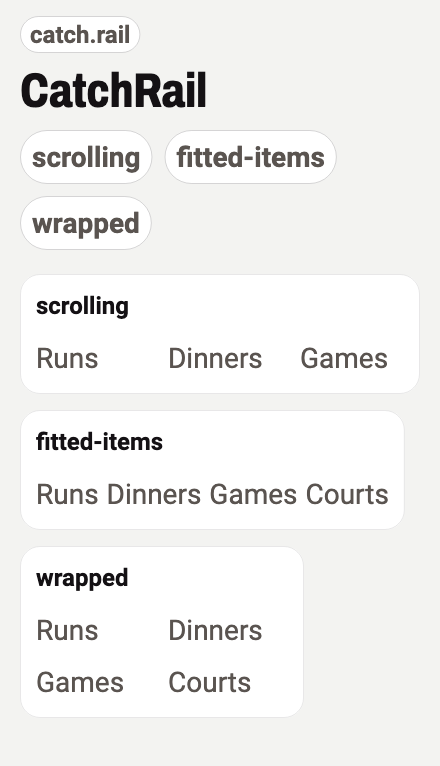 catch.rail
CatchRail
scrolling fitted-items
wrapped
scrolling
Runs Dinners Games
fitted-items
Runs Dinners Games Courts
wrapped
Runs Dinners
Games Courts